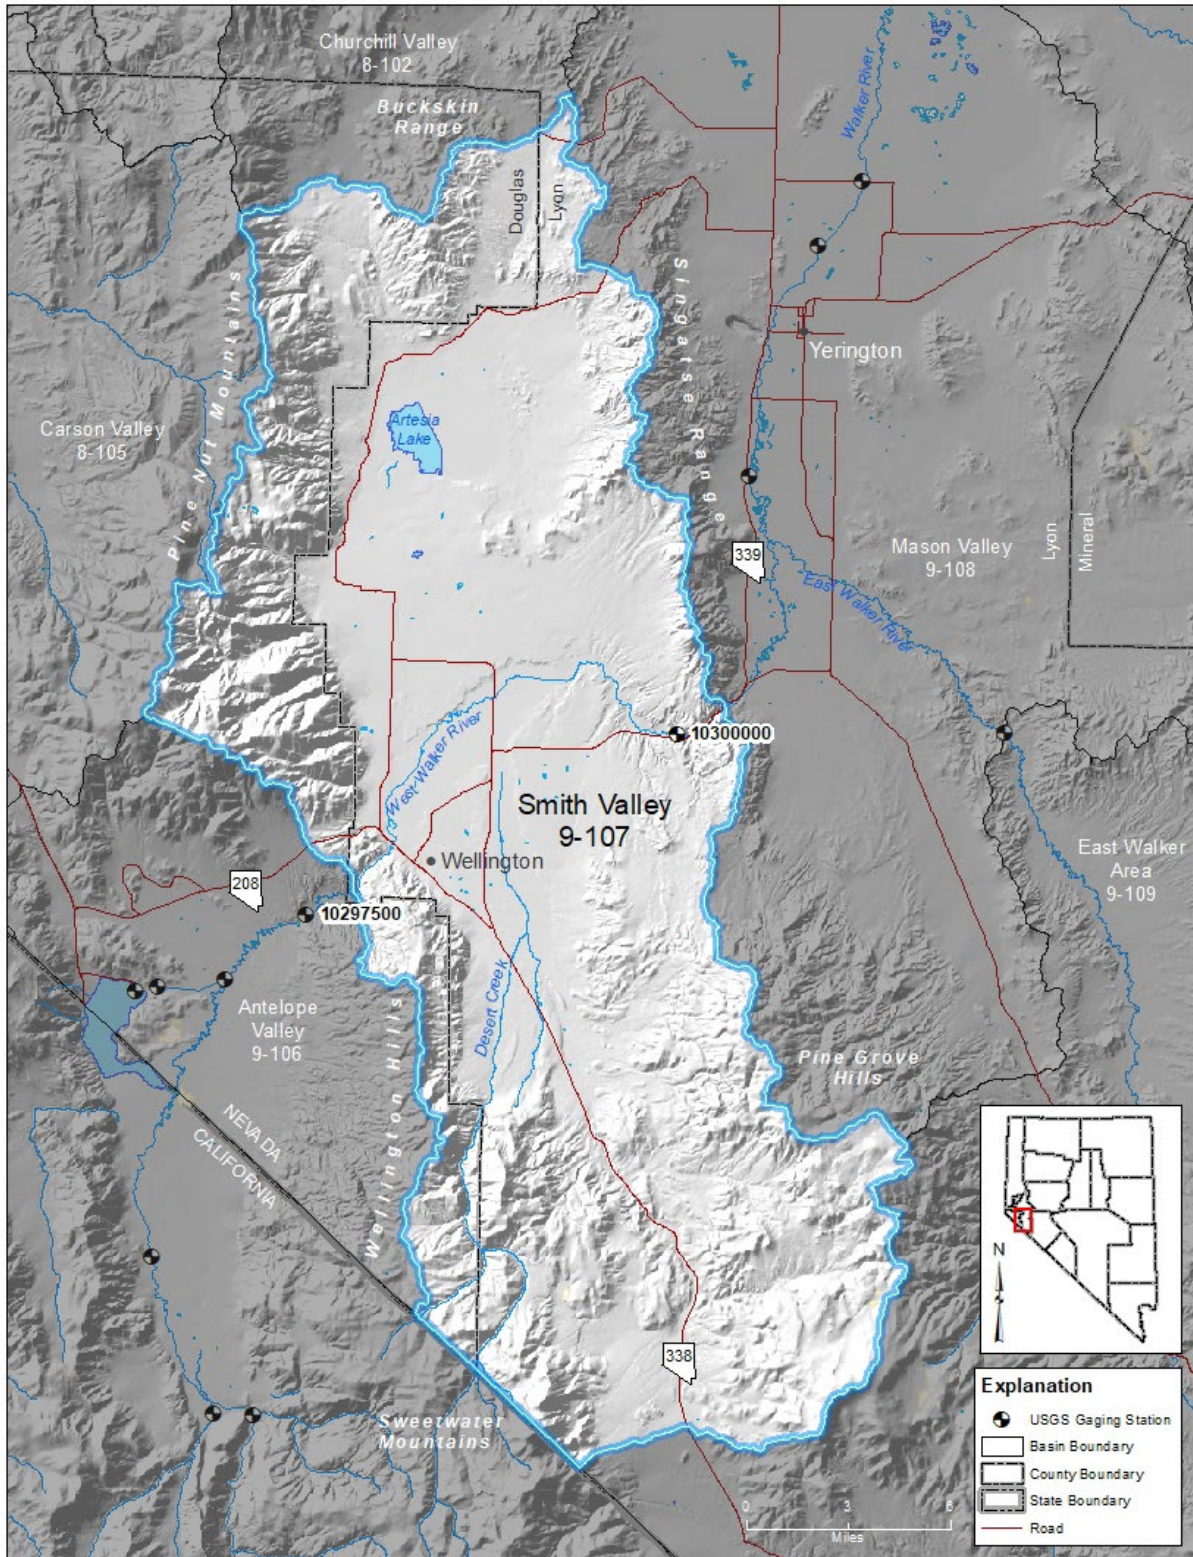 Churchill Valley
8-102
Buckskin
Range
Walker River
Douglas
Lyon
Pine Nut Mountains
Singatse Range
Yerington
Artesia
Lake
Carson Valley
8-105
339
Mason Valley
9-108
Lyon
Mineral
East Walker River
West Walker River
10300000
Smith Valley
9-107
Wellington
East Walker
Area
9-109
208
10297500
Desert Creek
Antelope
Valley
9-106
Wellington Hills
Pine Grove
Hills
NEVADA
CALIFORNIA
N
338
Sweetwater
Mountains
0 3 6
Miles
Explanation
USGS Gaging Station
Basin Boundary
County Boundary
State Boundary
Road